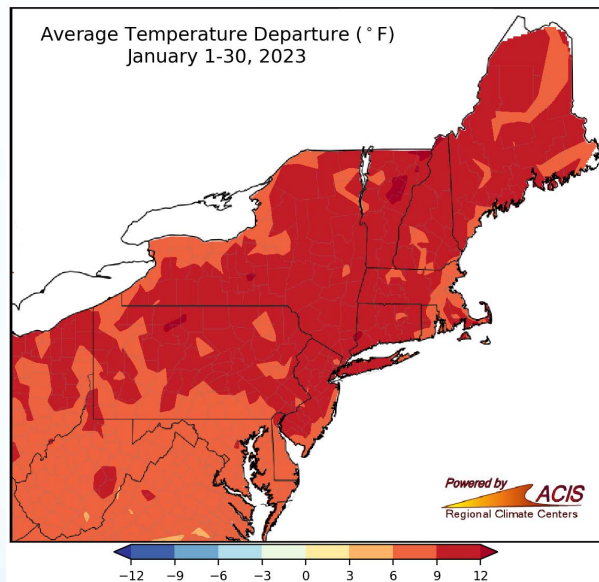 Average Temperature Departure (°F)
January 1-30, 2023
Powered by
ACIS
Regional Climate Centers
−12 −9 −6 −3 0 3 6 9 12